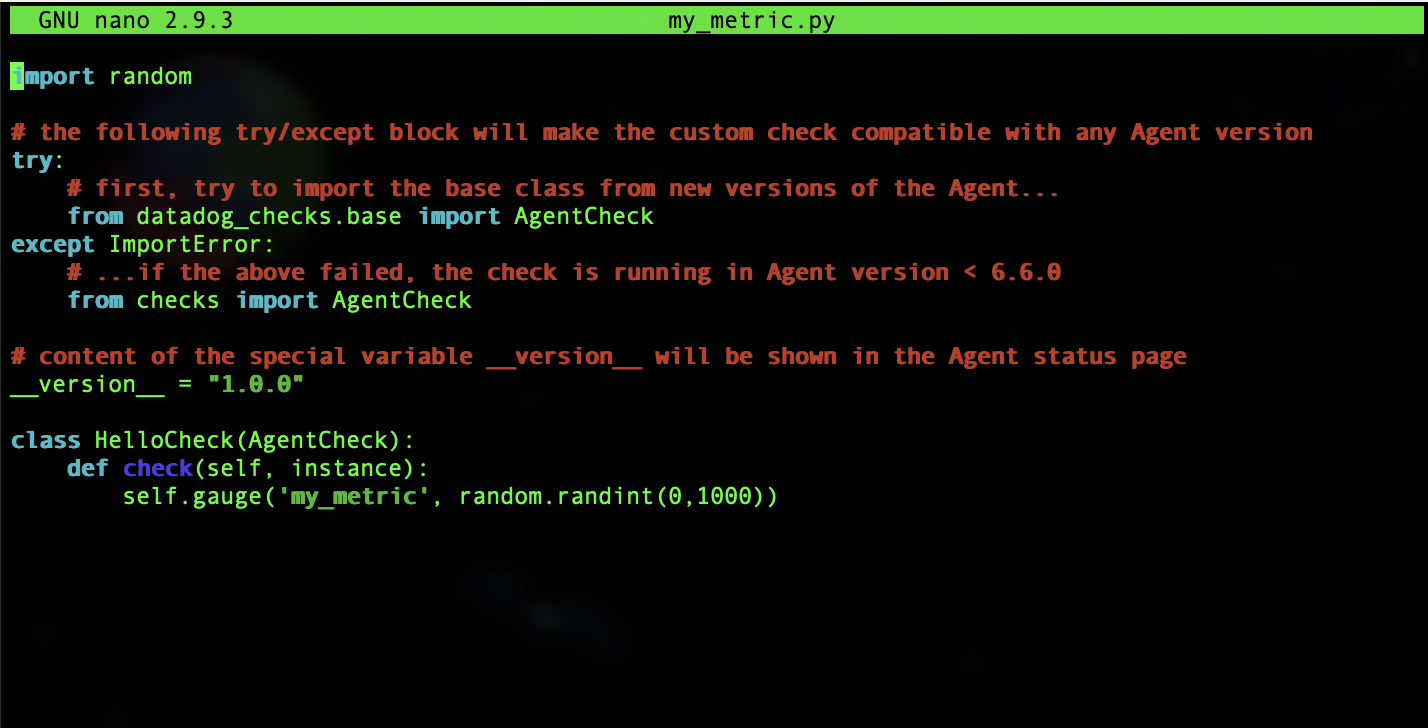 GNU nano 2.9.3 my_metric.py
import random
# the following try/except block will make the custom check compatible with any Agent version
try:
    # first, try to import the base class from new versions of the Agent...
    from datadog_checks.base import AgentCheck
except ImportError:
    # ...if the above failed, the check is running in Agent version < 6.6.0
    from checks import AgentCheck
# content of the special variable __version__ will be shown in the Agent status page
__version__ = "1.0.0"
class HelloCheck(AgentCheck):
    def check(self, instance):
        self.gauge('my_metric', random.randint(0,1000))